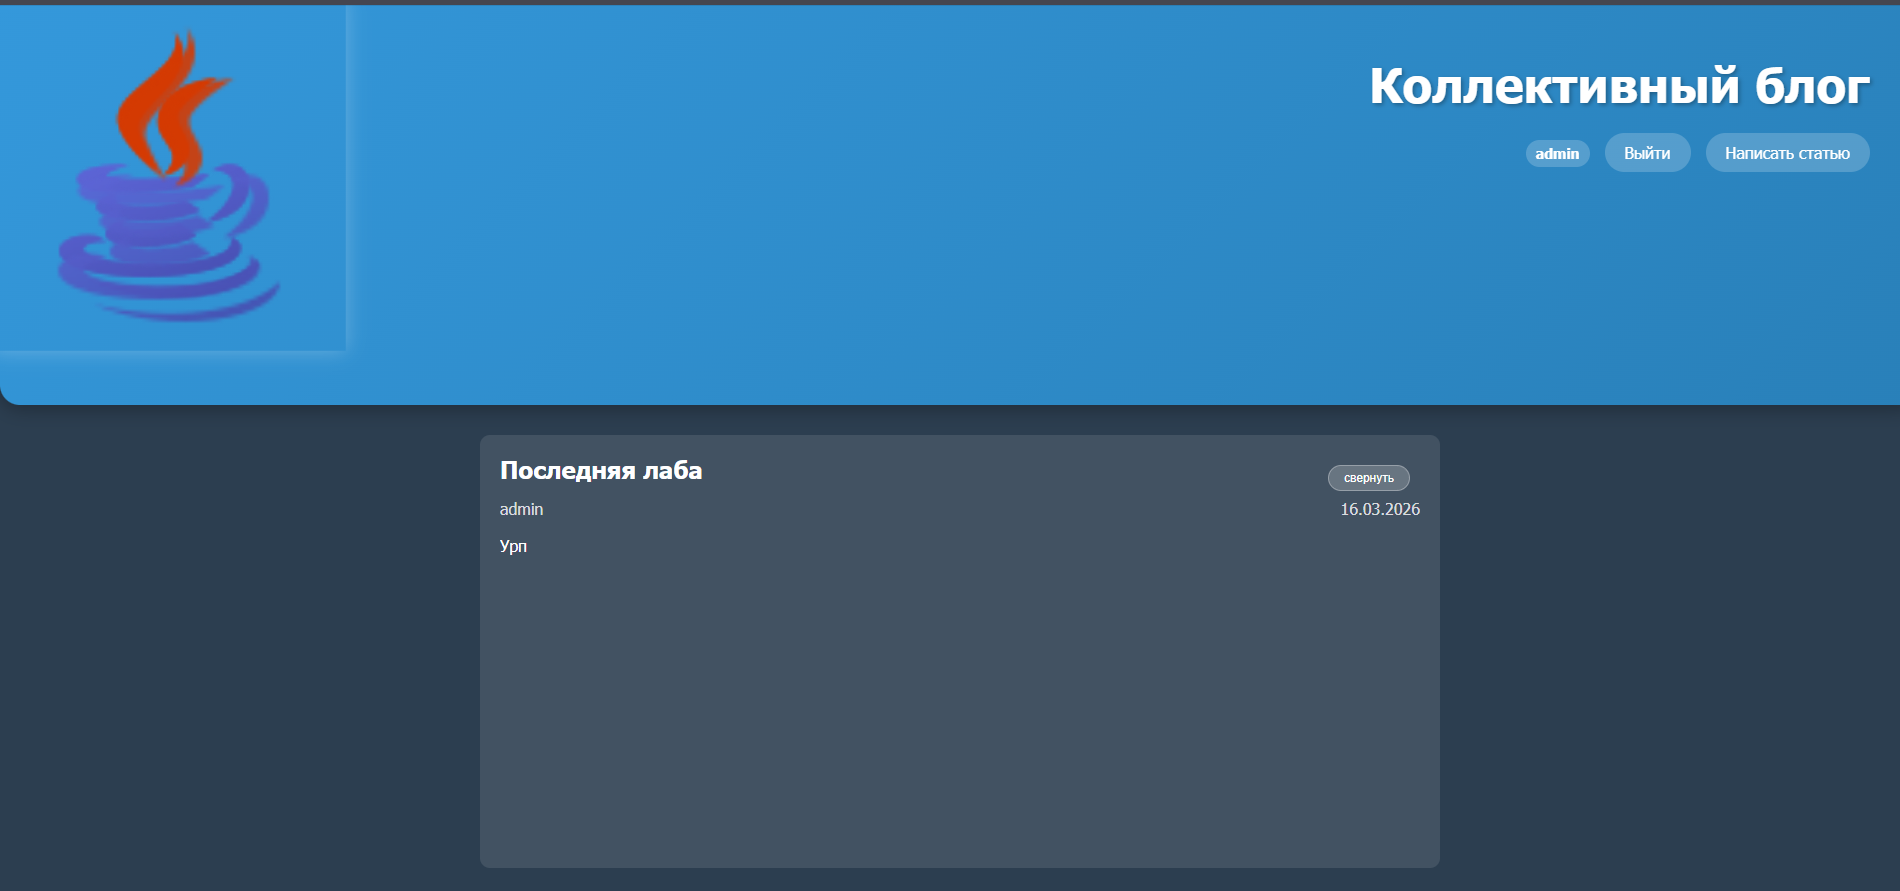 Коллективный блог
admin Выйти Написать статью
Последняя лаба
свернуть
admin 16.03.2026
Урп